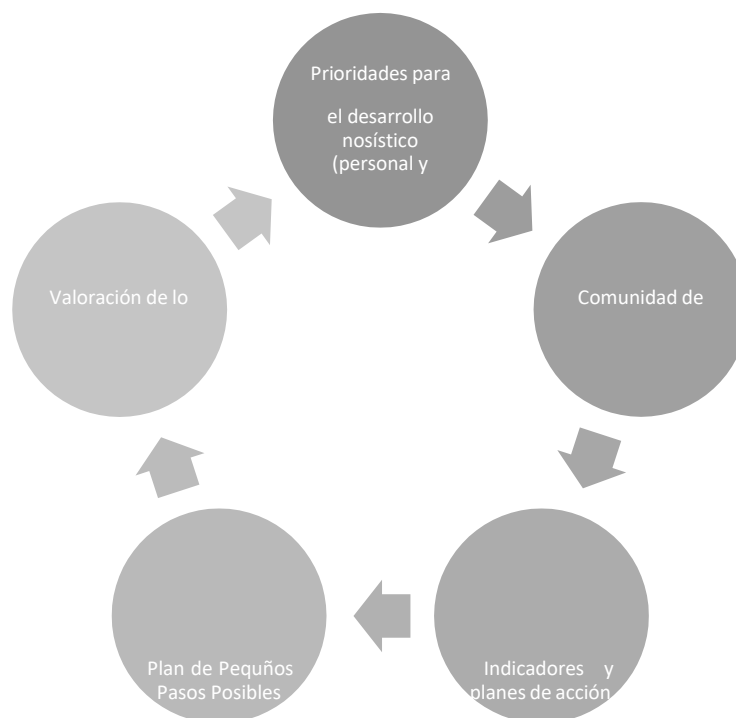 Prioridades para
el desarrollo
nosístico
(personal y
Comunidad de
Indicadores y
planes de acción
Plan de Pequños
Pasos Posibles
Valoración de lo